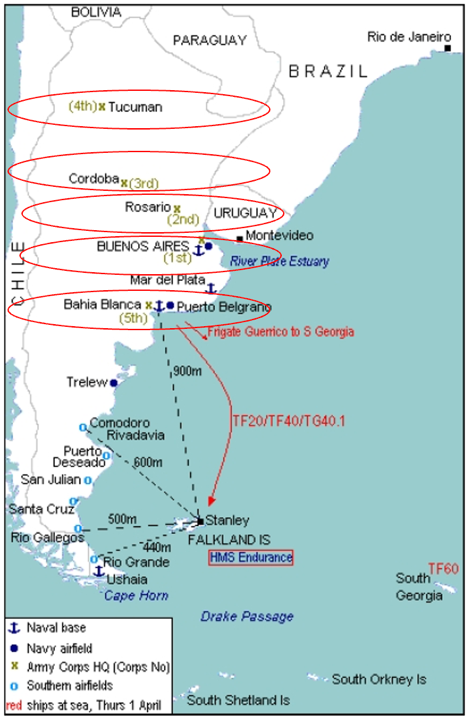 BOLIVIA
PARAGUAY
Rio de Janeiro
BRAZIL
(4th) x Tucuman
Cordoba x (3rd)
Rosario x
(2nd)
URUGUAY
Montevideo
BUENOS AIRES x
(1st)
River Plate Estuary
CHILE
Mar del Plata
Bahia Blanca x
(5th)
Puerto Belgrano
Frigate Guerrico to S Georgia
900m
Trelew
TF20/TF40/TG40.1
Comodoro
Rivadavia
Puerto
Deseado
600m
San Julian
Santa Cruz
500m
Stanley
Rio Gallegos
FALKLAND IS
440m
HMS Endurance
Rio Grande
TF60
Ushaia
South
Georgia
Cape Horn
Drake Passage
Naval base
Navy airfield
x Army Corps HQ (Corps No)
Southern airfields
red ships at sea, Thurs 1 April
South Orkney Is
South Shetland Is